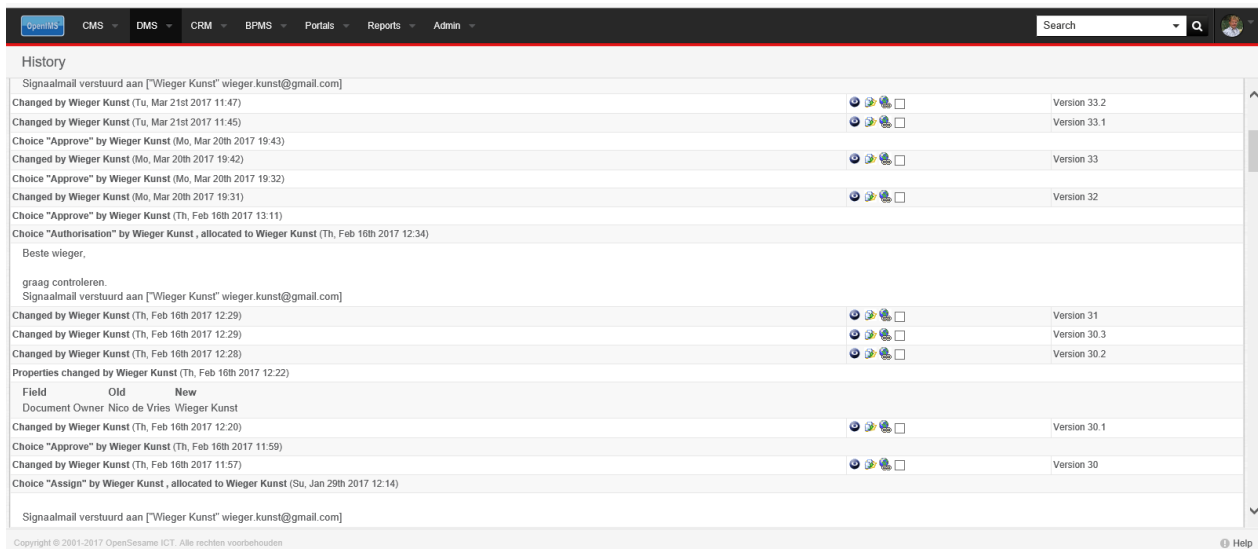 OpenIMS CMS DMS CRM BPMS Portals Reports Admin Search
History
Signaalmail verstuurd aan ["Wieger Kunst" wieger.kunst@gmail.com]
Changed by Wieger Kunst (Tu, Mar 21st 2017 11:47) Version 33.2
Changed by Wieger Kunst (Tu, Mar 21st 2017 11:45) Version 33.1
Choice "Approve" by Wieger Kunst (Mo, Mar 20th 2017 19:43)
Changed by Wieger Kunst (Mo, Mar 20th 2017 19:42) Version 33
Choice "Approve" by Wieger Kunst (Mo, Mar 20th 2017 19:32)
Changed by Wieger Kunst (Mo, Mar 20th 2017 19:31) Version 32
Choice "Approve" by Wieger Kunst (Th, Feb 16th 2017 13:11)
Choice "Authorisation" by Wieger Kunst , allocated to Wieger Kunst (Th, Feb 16th 2017 12:34)
Beste wieger,
graag controleren.
Signaalmail verstuurd aan ["Wieger Kunst" wieger.kunst@gmail.com]
Changed by Wieger Kunst (Th, Feb 16th 2017 12:29) Version 31
Changed by Wieger Kunst (Th, Feb 16th 2017 12:29) Version 30.3
Changed by Wieger Kunst (Th, Feb 16th 2017 12:28) Version 30.2
Properties changed by Wieger Kunst (Th, Feb 16th 2017 12:22)
Field Old New
Document Owner Nico de Vries Wieger Kunst
Changed by Wieger Kunst (Th, Feb 16th 2017 12:20) Version 30.1
Choice "Approve" by Wieger Kunst (Th, Feb 16th 2017 11:59)
Changed by Wieger Kunst (Th, Feb 16th 2017 11:57) Version 30
Choice "Assign" by Wieger Kunst , allocated to Wieger Kunst (Su, Jan 29th 2017 12:14)
Signaalmail verstuurd aan ["Wieger Kunst" wieger.kunst@gmail.com]
Copyright © 2001-2017 OpenSesame ICT. Alle rechten voorbehouden Help